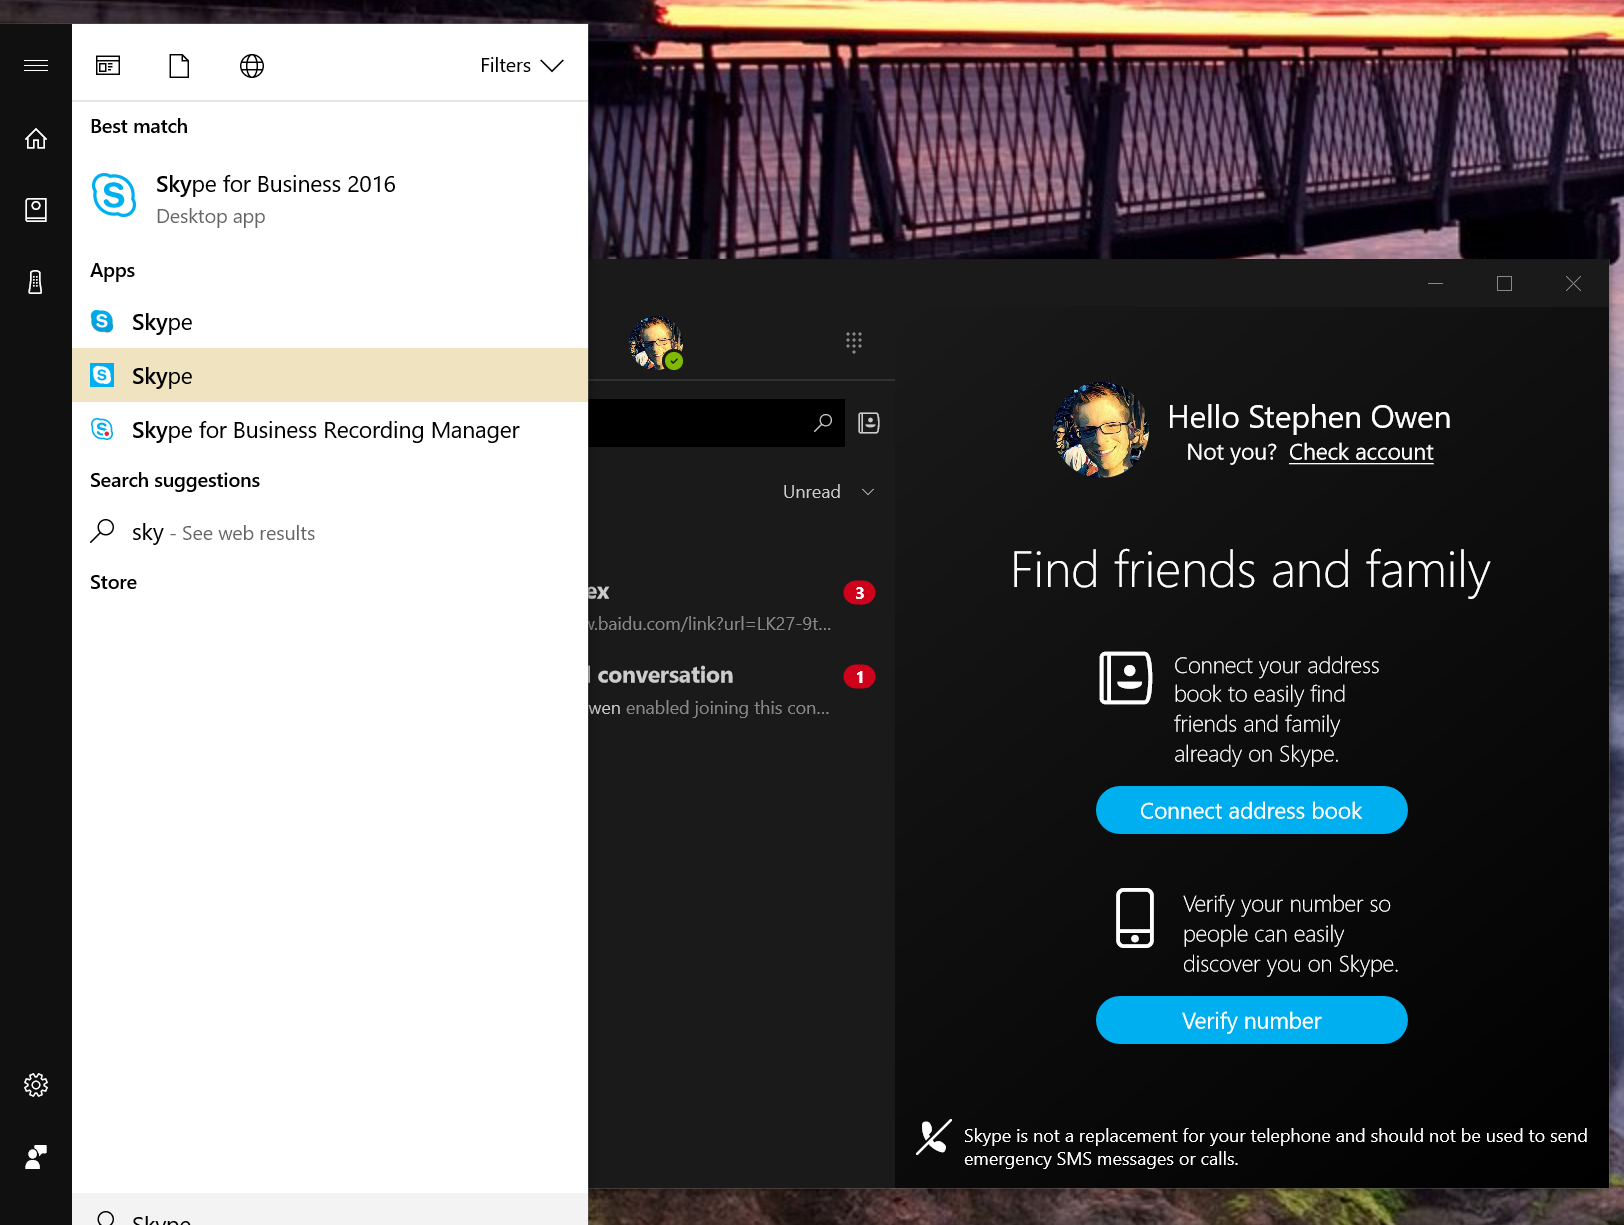 Filters
Best match
Skype for Business 2016
Desktop app
Apps
Skype
Skype
Skype for Business Recording Manager
Search suggestions
sky - See web results
Store
Skype
Unread
ex
3
w.baidu.com/link?url=LK27-9t...
conversation
1
wen enabled joining this con...
Hello Stephen Owen
Not you? Check account
Find friends and family
Connect your address
book to easily find
friends and family
already on Skype.
Connect address book
Verify your number so
people can easily
discover you on Skype.
Verify number
Skype is not a replacement for your telephone and should not be used to send
emergency SMS messages or calls.